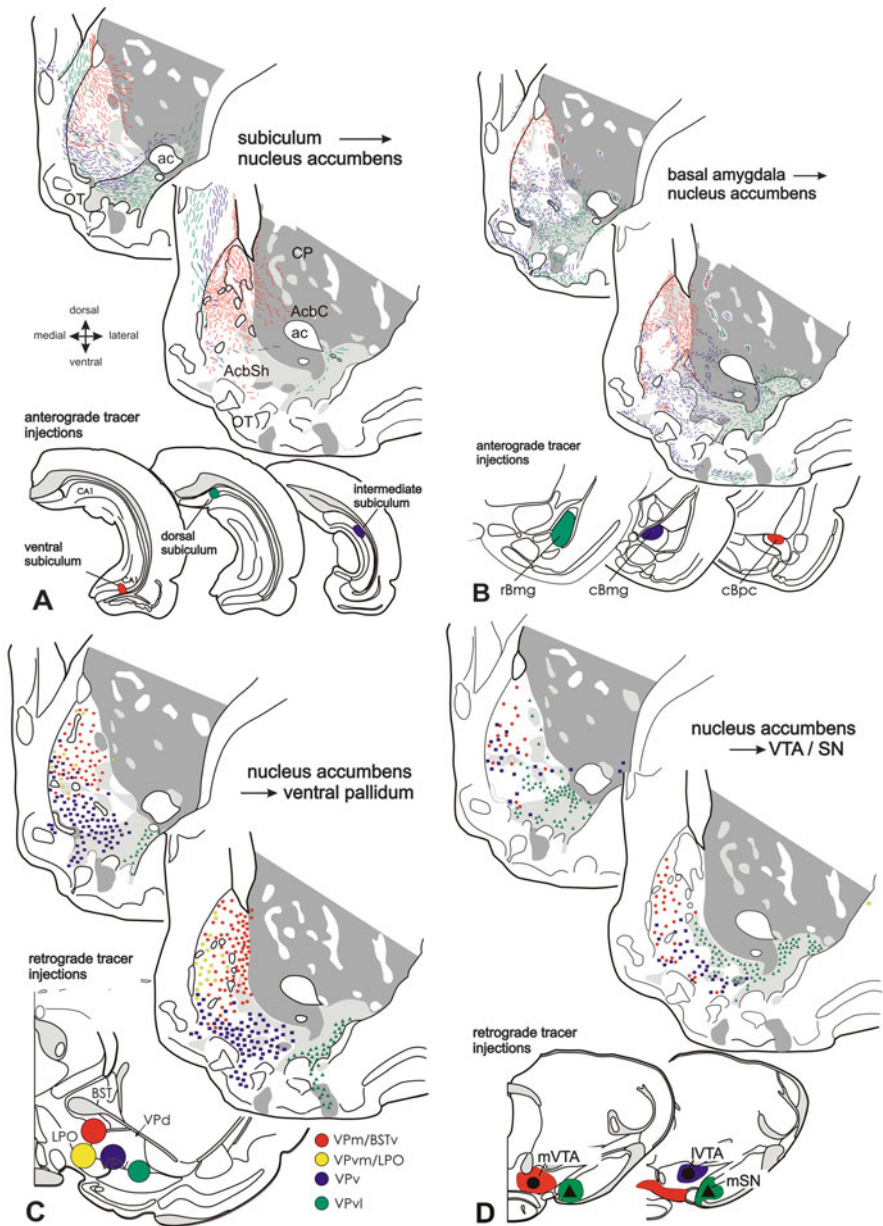 subiculum
nucleus accumbens
ac
OT
CP
AcbC
ac
AcbSh
OT
dorsal
medial
lateral
ventral
anterograde tracer
injections
CA1
ventral
subiculum
CA1
dorsal
subiculum
intermediate
subiculum
A
basal amygdala
nucleus accumbens
anterograde tracer
injections
rBmg
cBmg
cBpc
B
nucleus accumbens
ventral pallidum
retrograde tracer
injections
BST
VPd
LPO
VPm/BSTv
VPvm/LPO
VPv
VPvl
C
nucleus accumbens
VTA / SN
retrograde tracer
injections
mVTA
lVTA
mSN
D